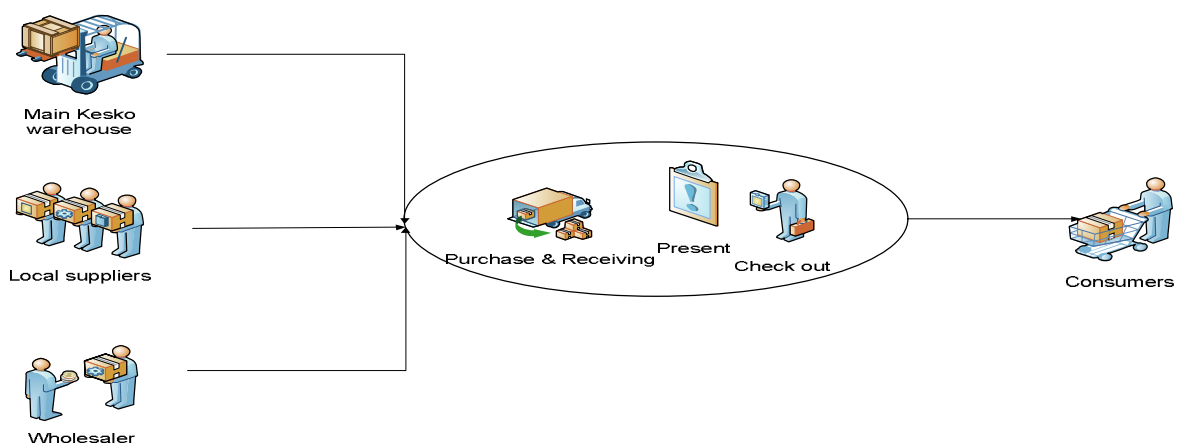 Main Kesko
warehouse
Local suppliers
Wholesaler
Purchase & Receiving
Present
Check out
Consumers